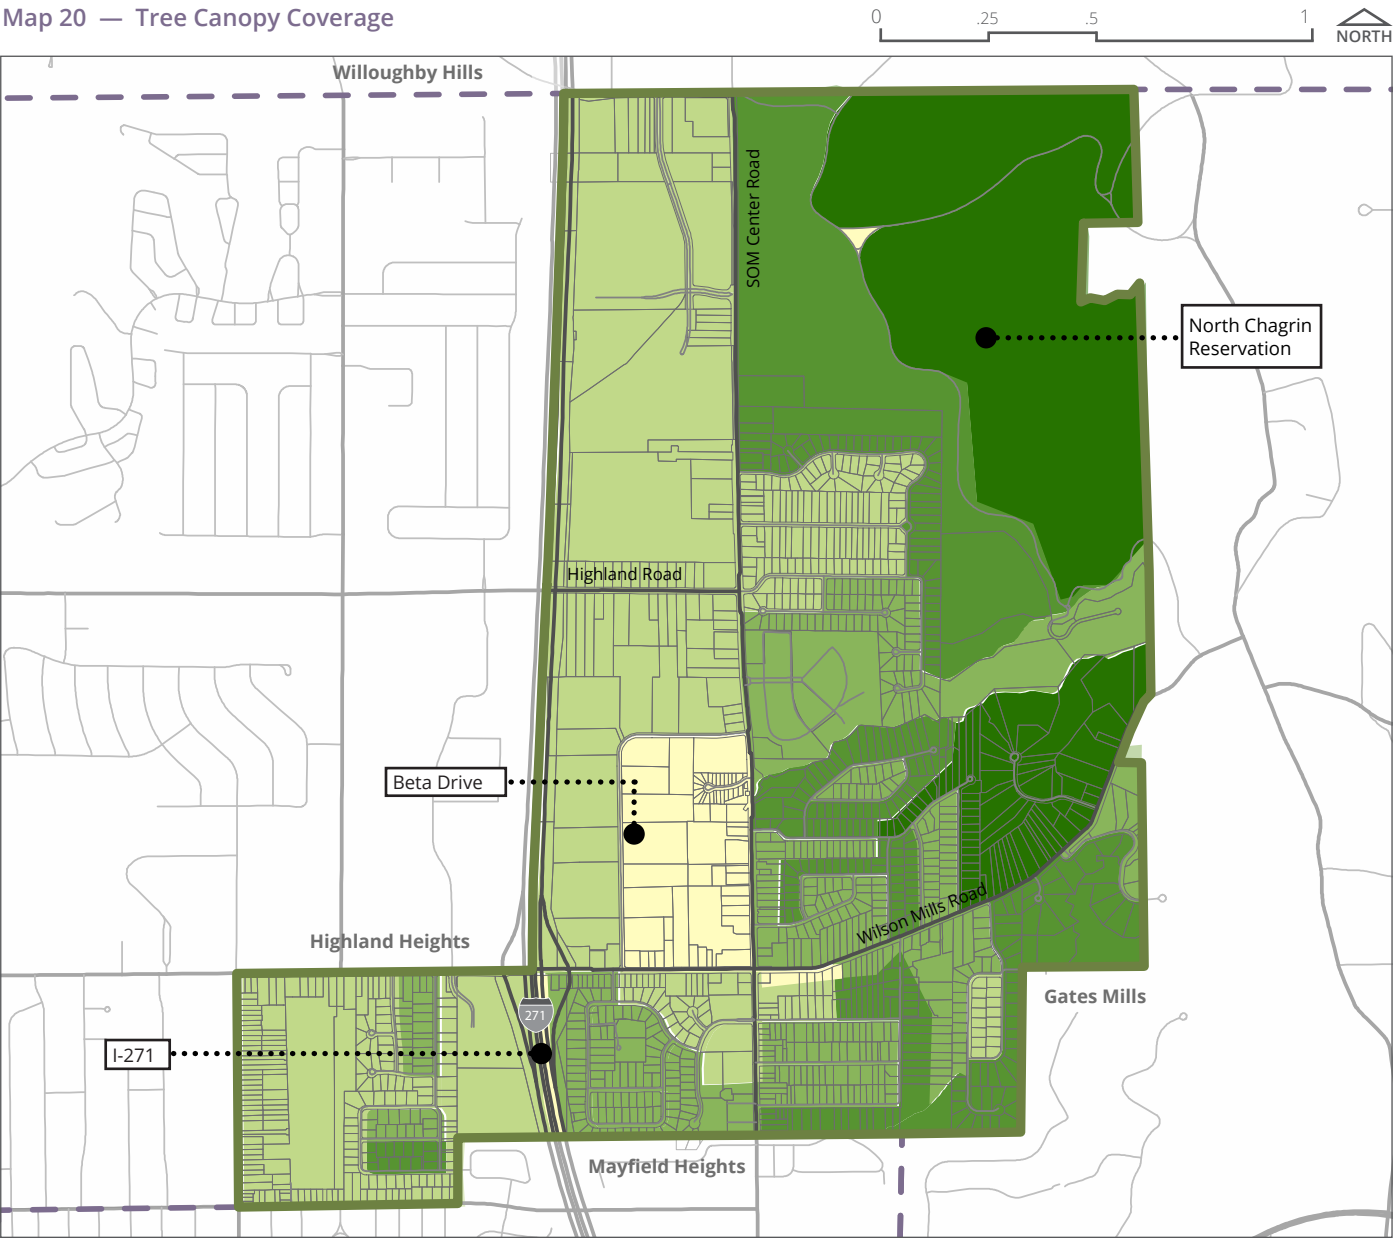 Map 20 — Tree Canopy Coverage
0 .25 .5 1
NORTH
Willoughby Hills
SOM Center Road
North Chagrin
Reservation
Highland Road
Beta Drive
Wilson Mills Road
Highland Heights
Gates Mills
271
I-271
Mayfield Heights